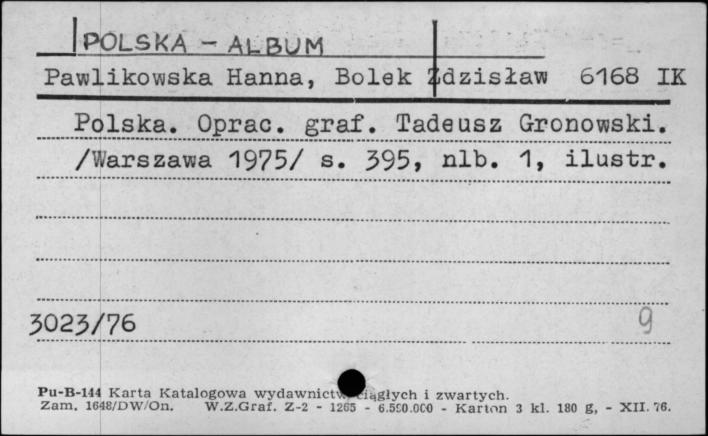 POLSKA - ALBUM
Pawlikowska Hanna, Bolek Zdzisław 6168 IK
Polska. Oprac. graf. Tadeusz Gronowski.
/Warszawa 1975/ s. 395, nlb. 1, ilustr.
3023/76 9
Pu-B-144 Karta Katalogowa wydawnictw ciągłych i zwartych.
Zam. 1648/DW/On. W.Z.Graf. Z-2 - 1265 - 6.500.000 - Karton 3 kl. 180 g, - XII. 76.